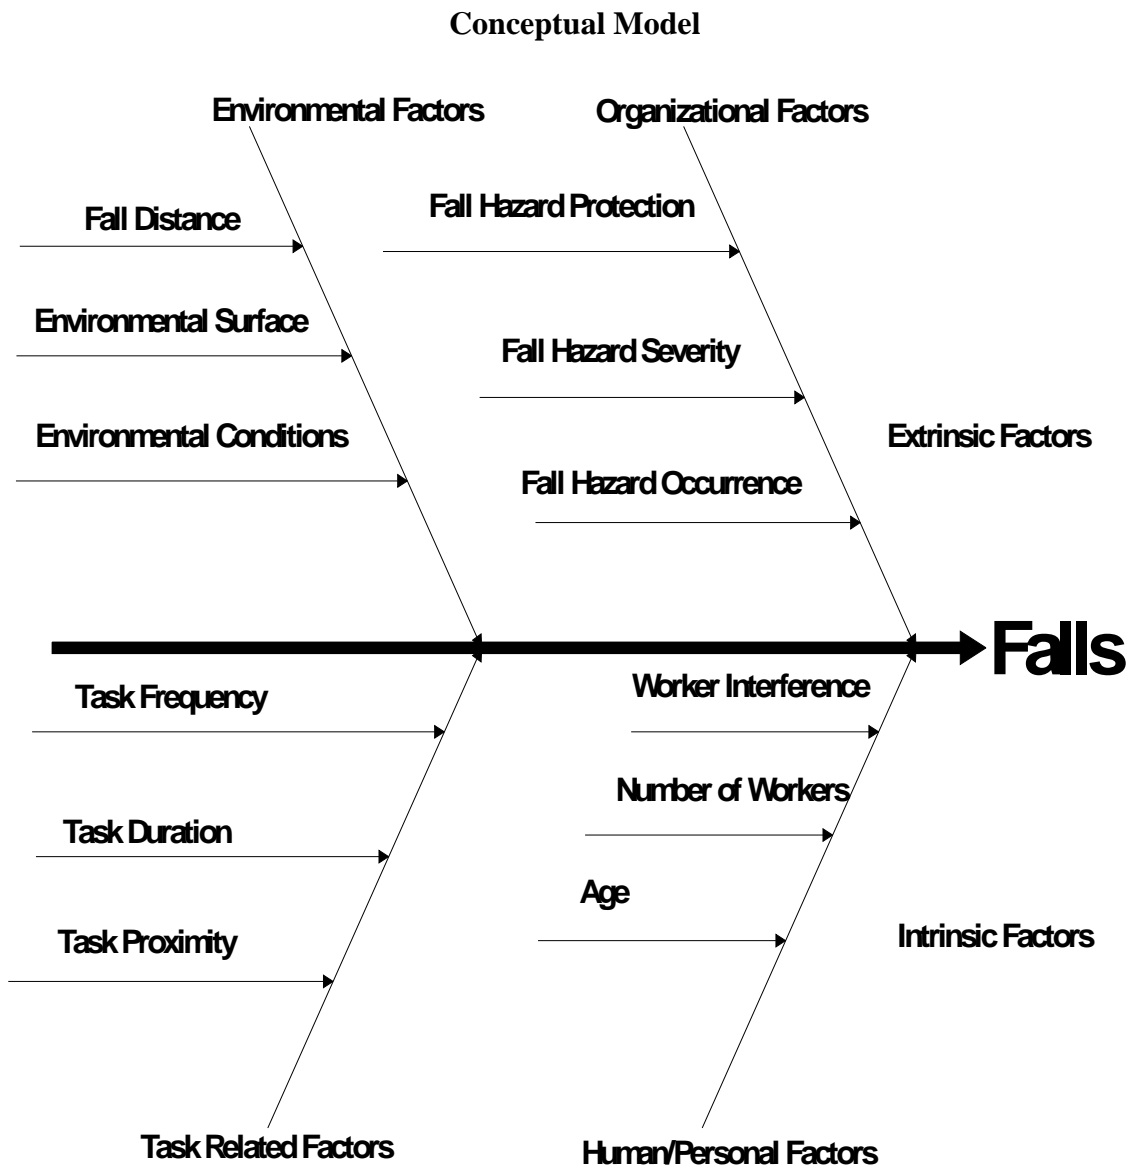 Conceptual Model
Environmental Factors
Organizational Factors
Fall Distance
Fall Hazard Protection
Environmental Surface
Fall Hazard Severity
Environmental Conditions
Extrinsic Factors
Fall Hazard Occurrence
Falls
Task Frequency
Worker Interference
Task Duration
Number of Workers
Age
Task Proximity
Intrinsic Factors
Task Related Factors
Human/Personal Factors